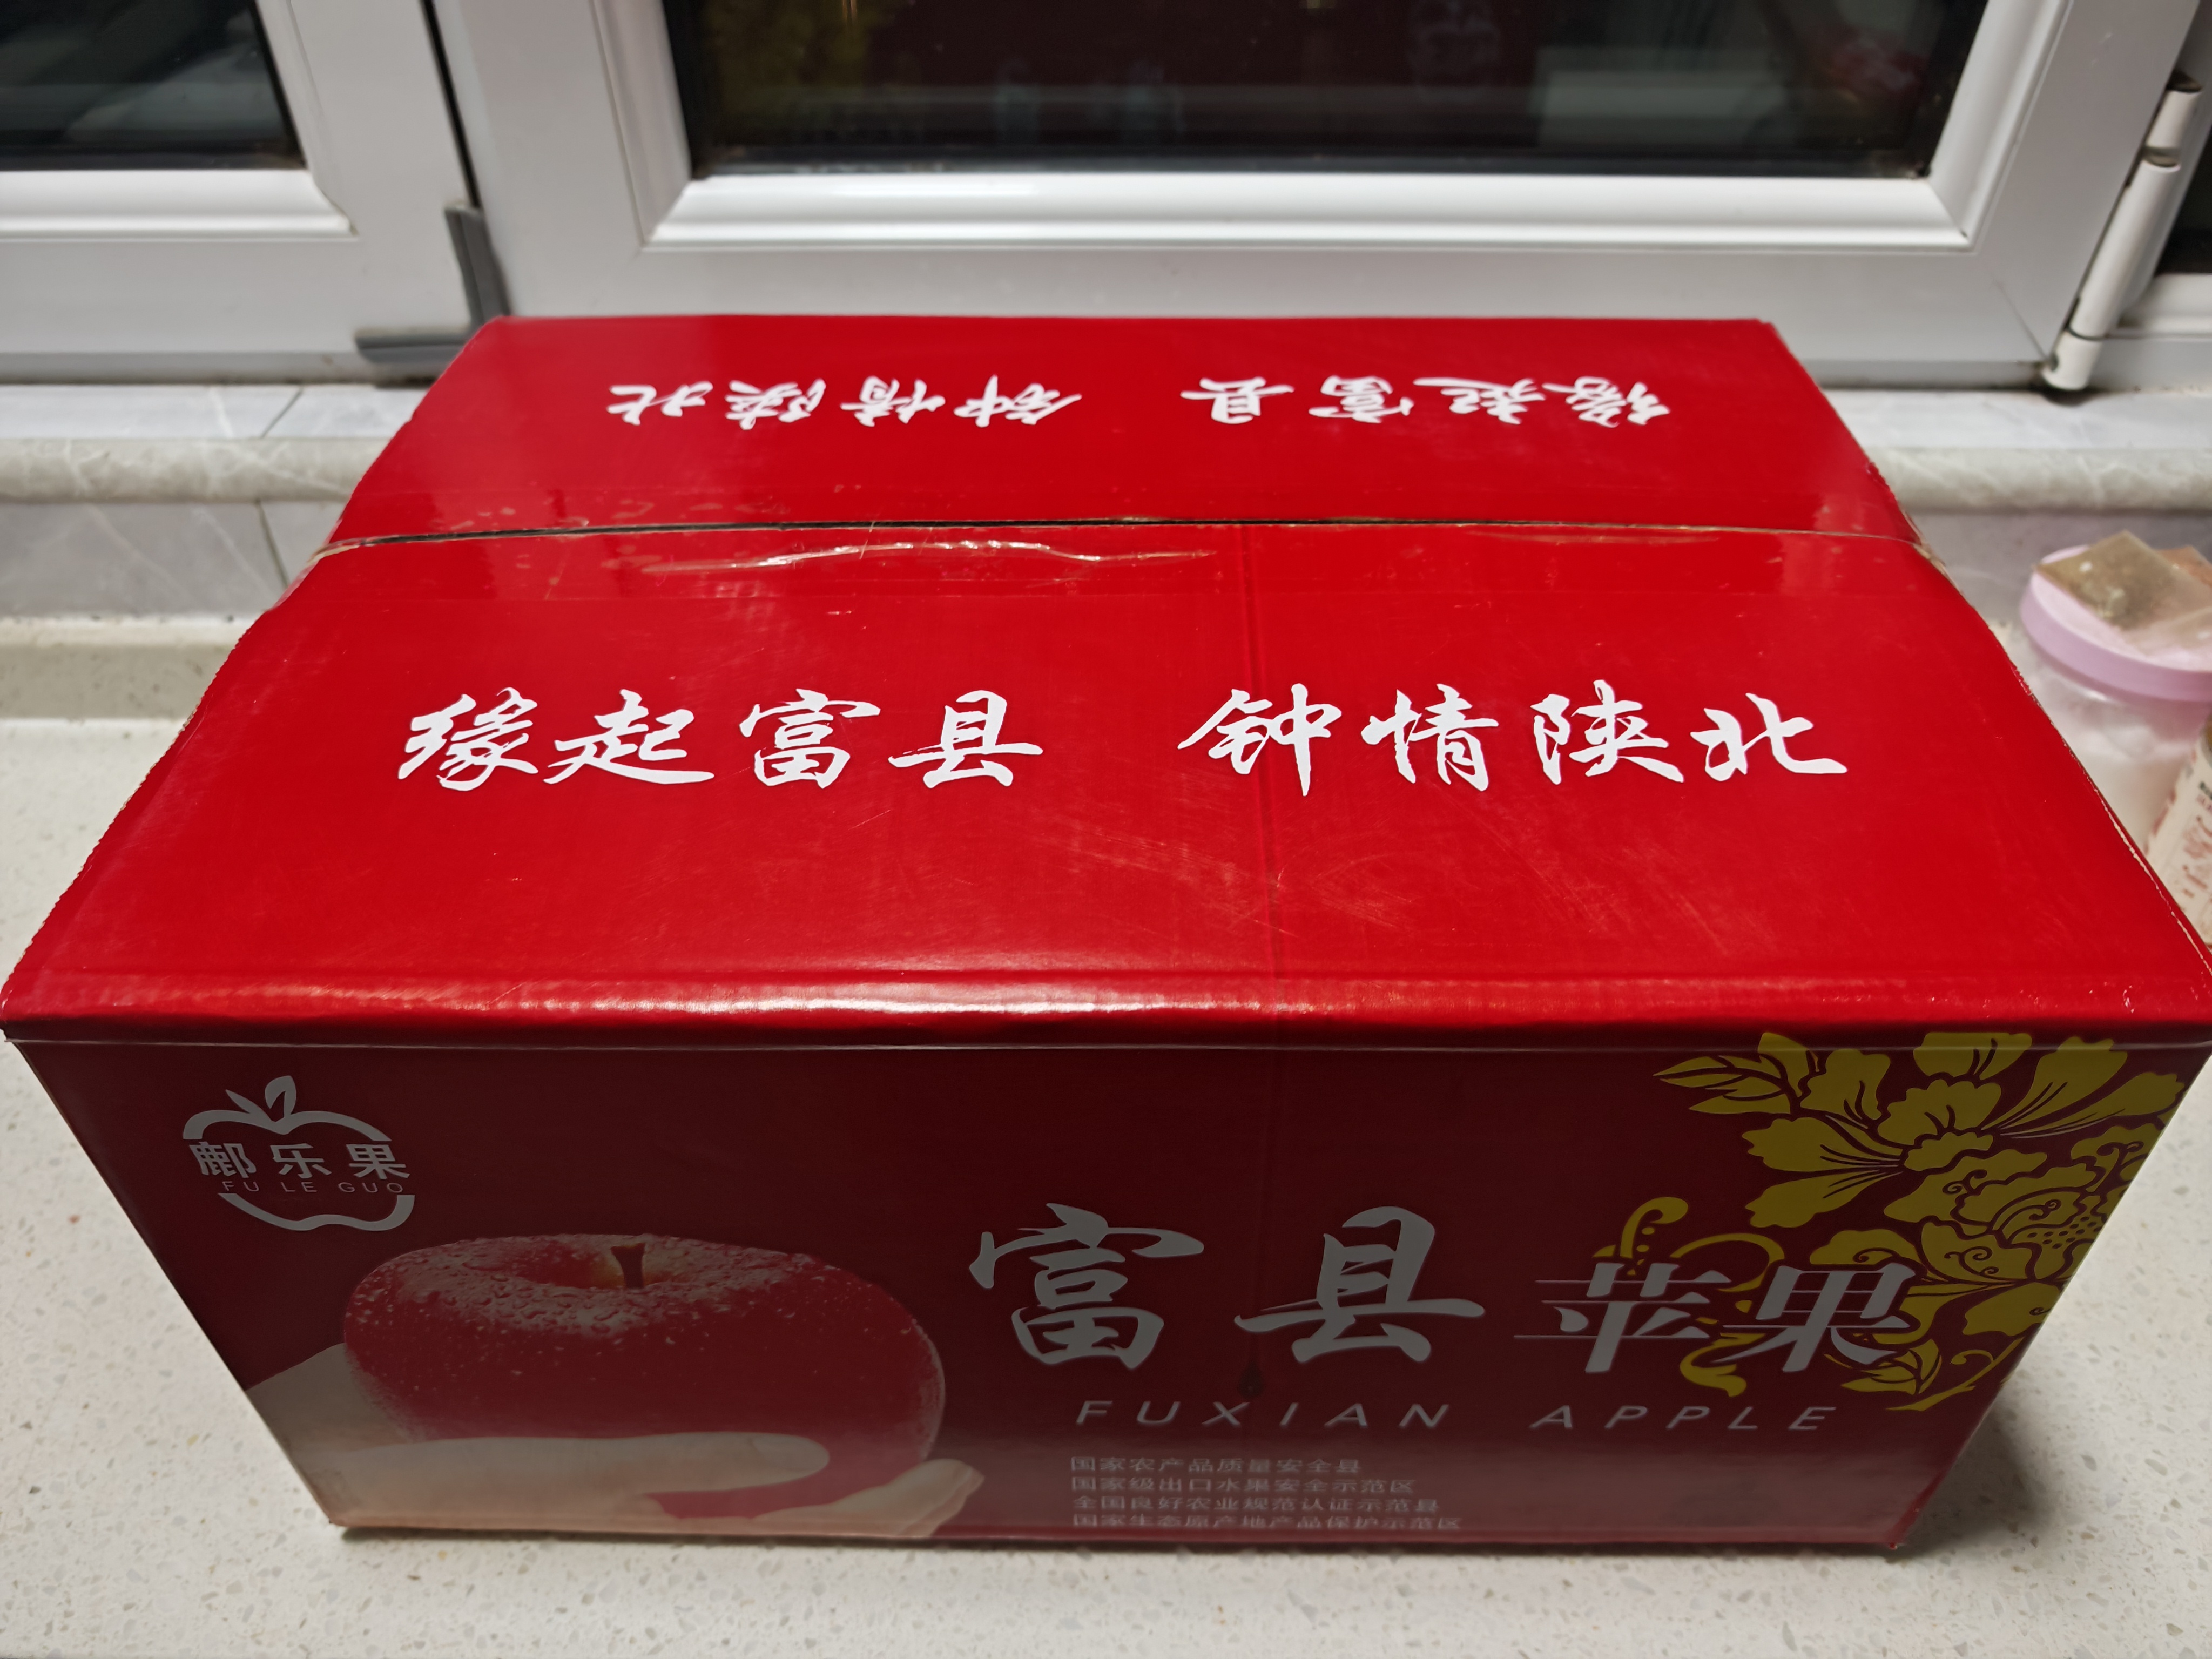 缘起富县 钟情陕北
缘起富县 钟情陕北
鄜乐果
FU LE GUO
富县苹果
FUXIAN APPLE
国家农产品质量安全县
国家级出口水果安全示范区
全国良好农业规范认证示范县
国家生态原产地产品保护示范区